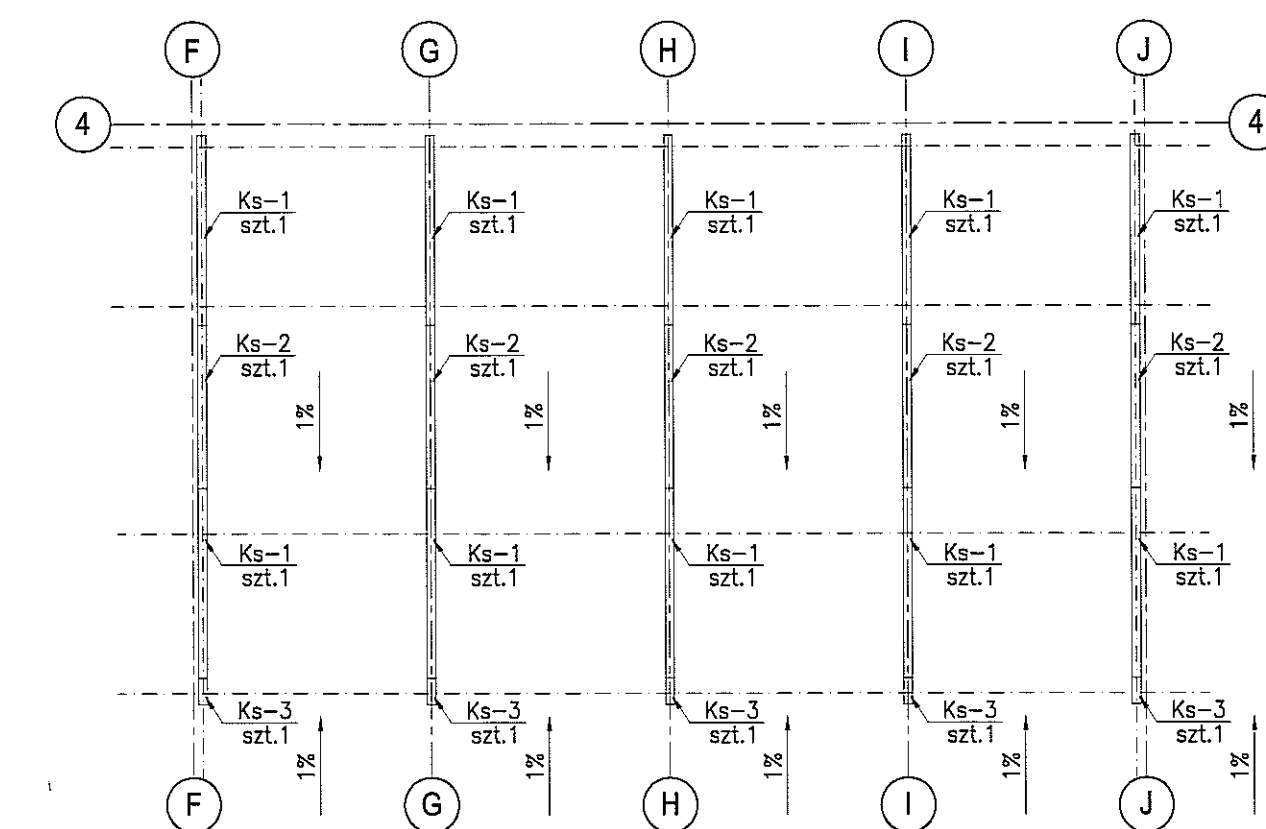 F G H I J
4 4
Ks-1 Ks-1 Ks-1 Ks-1 Ks-1
szt.1 szt.1 szt.1 szt.1 szt.1
Ks-2 Ks-2 Ks-2 Ks-2 Ks-2
szt.1 szt.1 szt.1 szt.1 szt.1
1% 1% 1% 1% 1%
Ks-1 Ks-1 Ks-1 Ks-1 Ks-1
szt.1 szt.1 szt.1 szt.1 szt.1
Ks-3 Ks-3 Ks-3 Ks-3 Ks-3
szt.1 szt.1 szt.1 szt.1 szt.1
1% 1% 1% 1% 1%
F G H I J